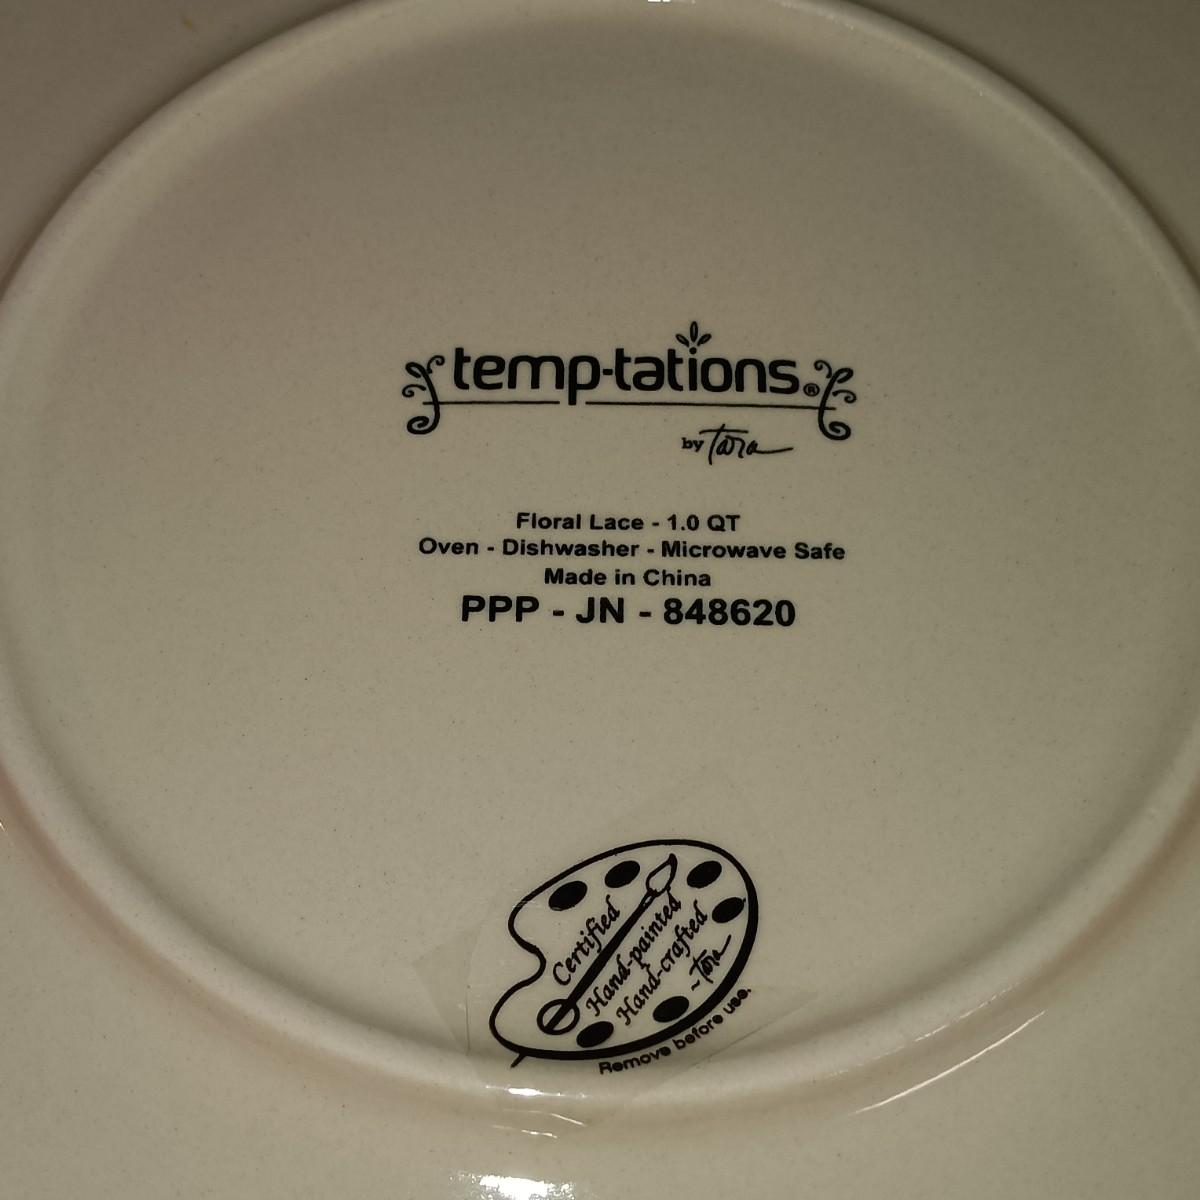 temp-tations®
by Tara
Floral Lace - 1.0 QT
Oven - Dishwasher - Microwave Safe
Made in China
PPP - JN - 848620
Certified
Hand-painted
Hand-crafted
~Tara
Remove before use.